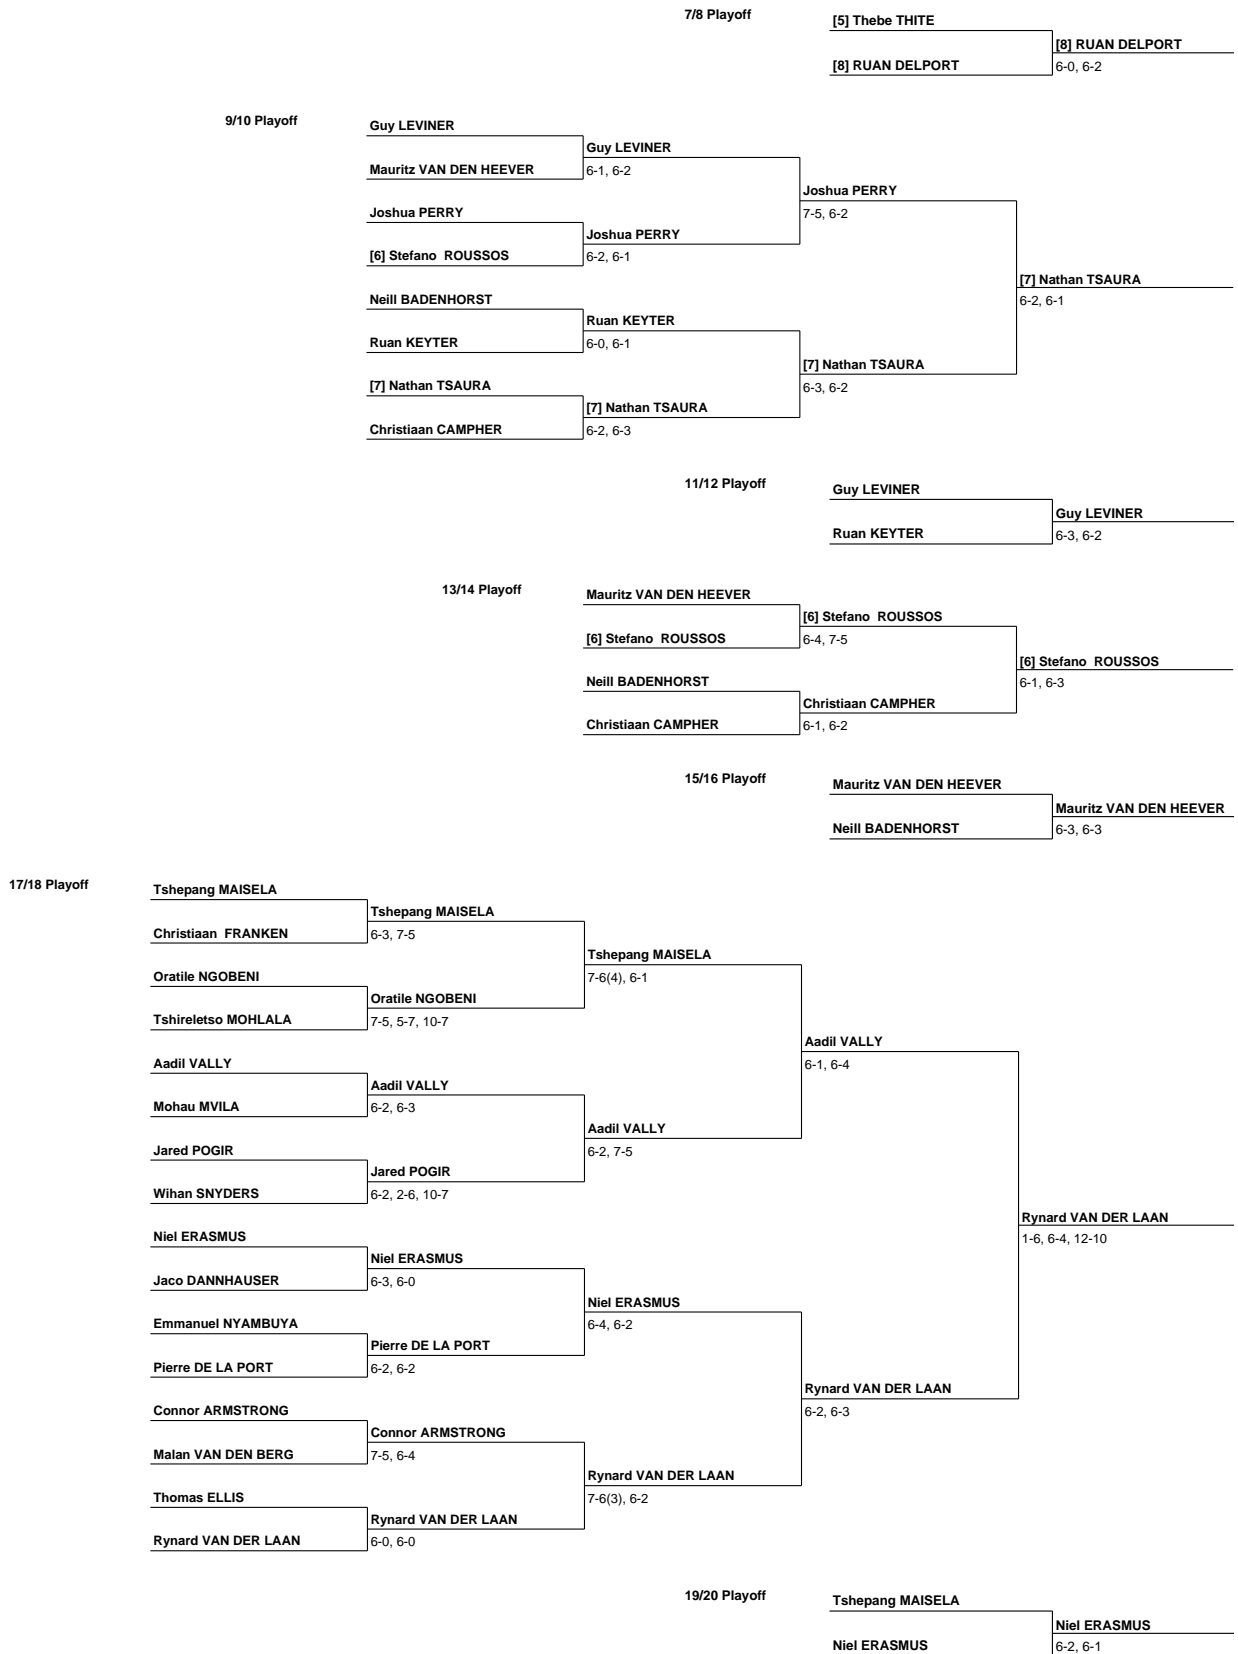 7/8 Playoff
[5] Thebe THITE
[8] RUAN DELPORT
[8] RUAN DELPORT
6-0, 6-2
9/10 Playoff
Guy LEVINER
Guy LEVINER
Mauritz VAN DEN HEEVER
6-1, 6-2
Joshua PERRY
Joshua PERRY
7-5, 6-2
Joshua PERRY
[6] Stefano  ROUSSOS
6-2, 6-1
[7] Nathan TSAURA
Neill BADENHORST
6-2, 6-1
Ruan KEYTER
Ruan KEYTER
6-0, 6-1
[7] Nathan TSAURA
[7] Nathan TSAURA
6-3, 6-2
[7] Nathan TSAURA
Christiaan CAMPHER
6-2, 6-3
11/12 Playoff
Guy LEVINER
Guy LEVINER
Ruan KEYTER
6-3, 6-2
13/14 Playoff
Mauritz VAN DEN HEEVER
[6] Stefano  ROUSSOS
[6] Stefano  ROUSSOS
6-4, 7-5
[6] Stefano  ROUSSOS
Neill BADENHORST
6-1, 6-3
Christiaan CAMPHER
Christiaan CAMPHER
6-1, 6-2
15/16 Playoff
Mauritz VAN DEN HEEVER
Mauritz VAN DEN HEEVER
Neill BADENHORST
6-3, 6-3
17/18 Playoff
Tshepang MAISELA
Tshepang MAISELA
Christiaan  FRANKEN
6-3, 7-5
Tshepang MAISELA
Oratile NGOBENI
7-6(4), 6-1
Oratile NGOBENI
Tshireletso MOHLALA
7-5, 5-7, 10-7
Aadil VALLY
Aadil VALLY
6-1, 6-4
Aadil VALLY
Mohau MVILA
6-2, 6-3
Aadil VALLY
Jared POGIR
6-2, 7-5
Jared POGIR
Wihan SNYDERS
6-2, 2-6, 10-7
Rynard VAN DER LAAN
Niel ERASMUS
1-6, 6-4, 12-10
Niel ERASMUS
Jaco DANNHAUSER
6-3, 6-0
Niel ERASMUS
Emmanuel NYAMBUYA
6-4, 6-2
Pierre DE LA PORT
Pierre DE LA PORT
6-2, 6-2
Rynard VAN DER LAAN
Connor ARMSTRONG
6-2, 6-3
Connor ARMSTRONG
Malan VAN DEN BERG
7-5, 6-4
Rynard VAN DER LAAN
Thomas ELLIS
7-6(3), 6-2
Rynard VAN DER LAAN
Rynard VAN DER LAAN
6-0, 6-0
19/20 Playoff
Tshepang MAISELA
Niel ERASMUS
Niel ERASMUS
6-2, 6-1